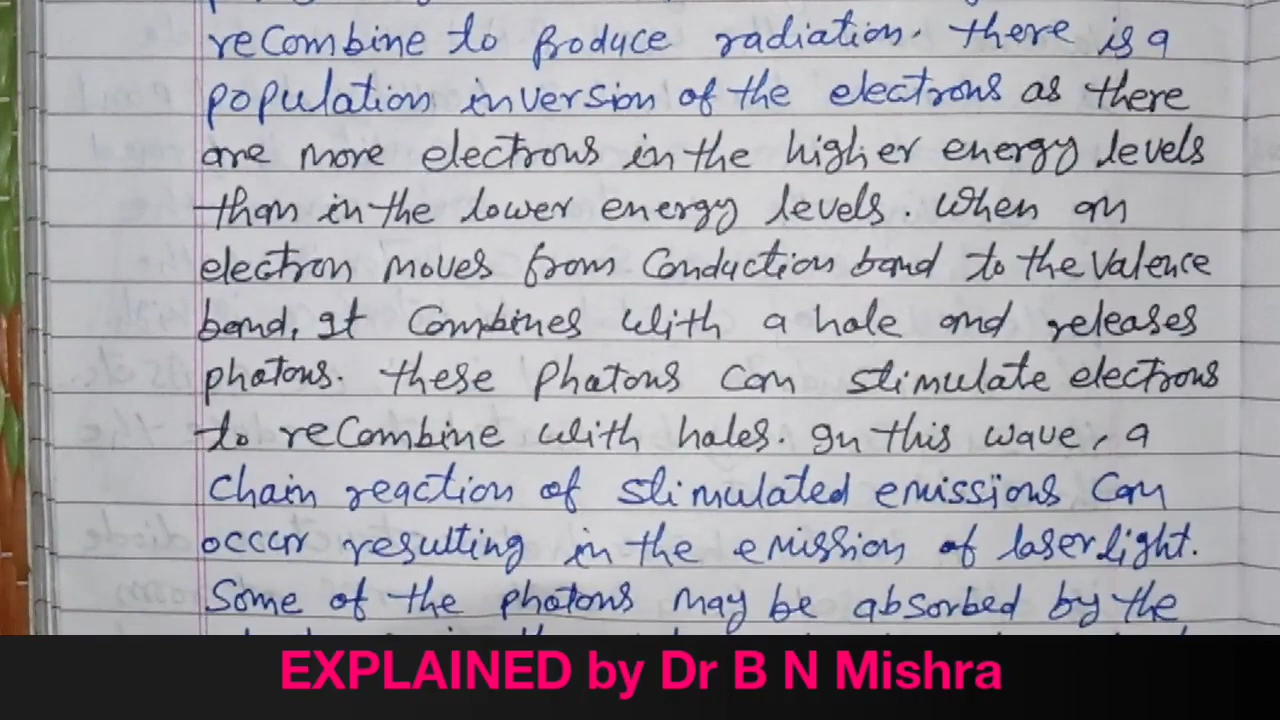 recombine to produce radiation. there is a
population inversion of the electrons as there
are more electrons in the higher energy levels
than in the lower energy levels. When an
electron moves from Conduction band to the Valence
band, It Combines with a hole and releases
photons. these Photons can stimulate electrons
to recombine with holes. In this wave, a
Chain reaction of stimulated emissions can
occur resulting in the emission of laser light.
Some of the photons may be absorbed by the
EXPLAINED by Dr B N Mishra